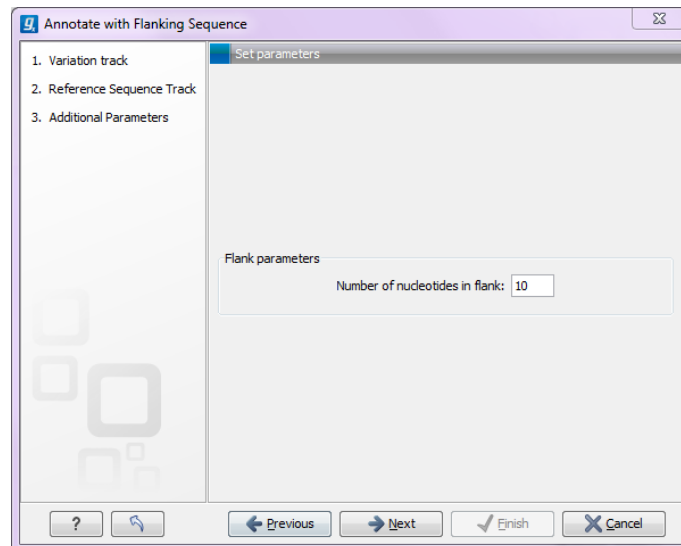 Annotate with Flanking Sequence
1. Variation track
2. Reference Sequence Track
3. Additional Parameters
Set parameters
Flank parameters
Number of nucleotides in flank: 10
? Previous Next Finish Cancel